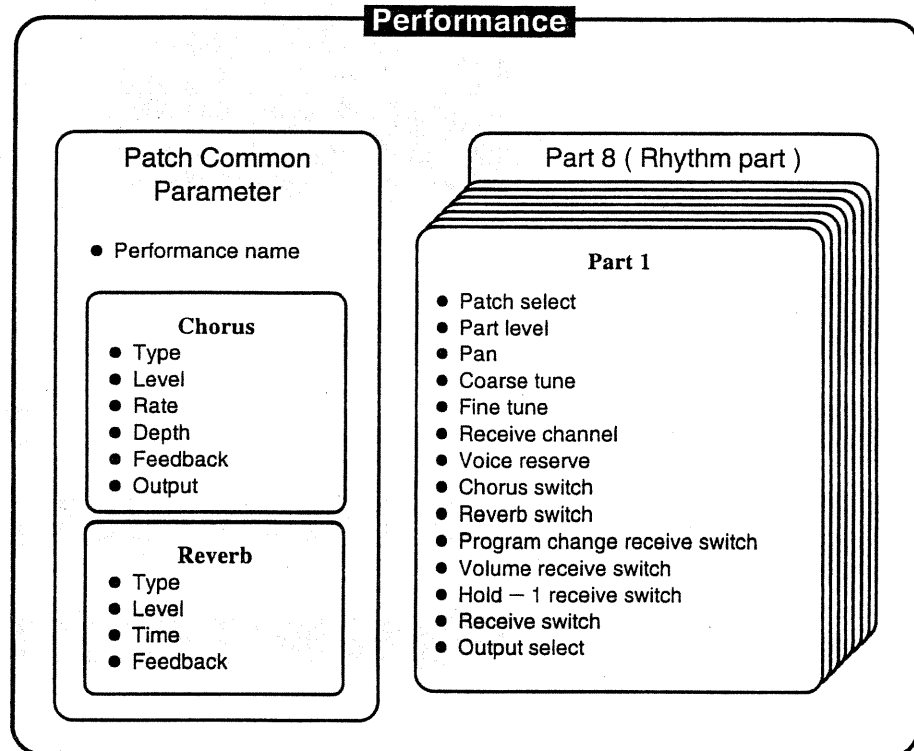 Performance
Patch Common
Parameter
● Performance name
Chorus
● Type
● Level
● Rate
● Depth
● Feedback
● Output
Reverb
● Type
● Level
● Time
● Feedback
Part 8 ( Rhythm part )
Part 1
● Patch select
● Part level
● Pan
● Coarse tune
● Fine tune
● Receive channel
● Voice reserve
● Chorus switch
● Reverb switch
● Program change receive switch
● Volume receive switch
● Hold − 1 receive switch
● Receive switch
● Output select